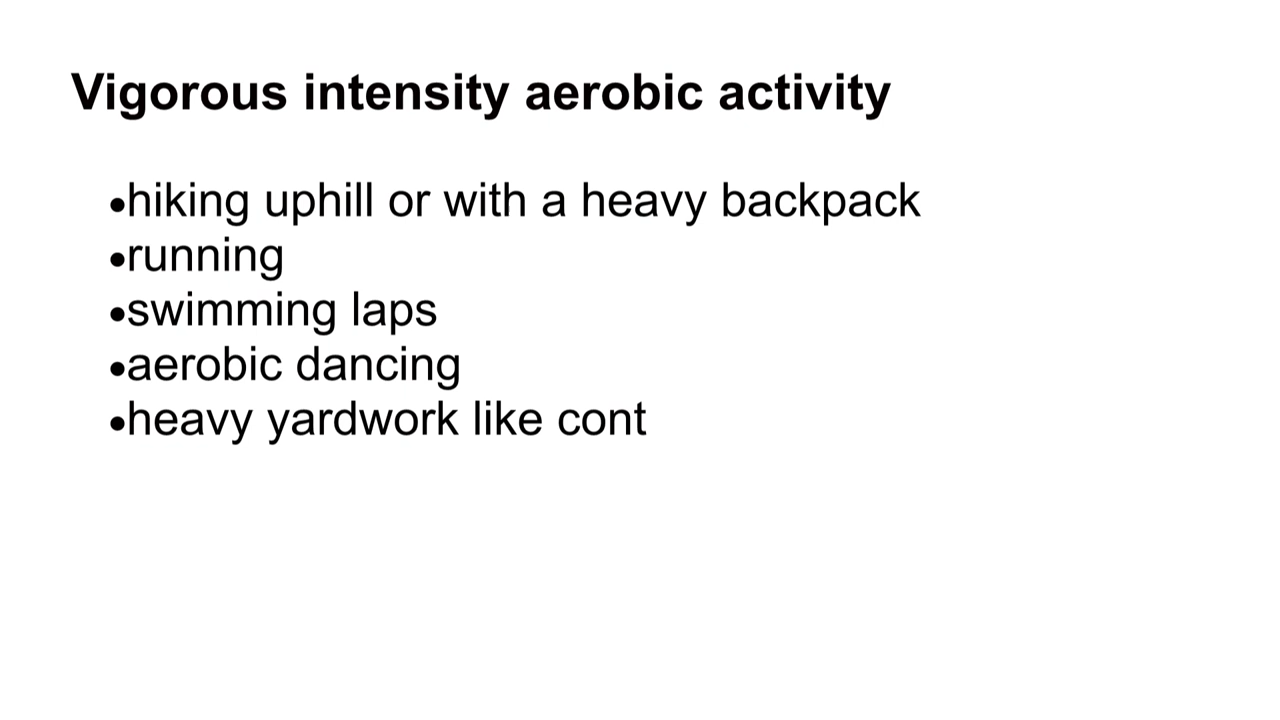 Vigorous intensity aerobic activity
•hiking uphill or with a heavy backpack
•running
•swimming laps
•aerobic dancing
•heavy yardwork like cont